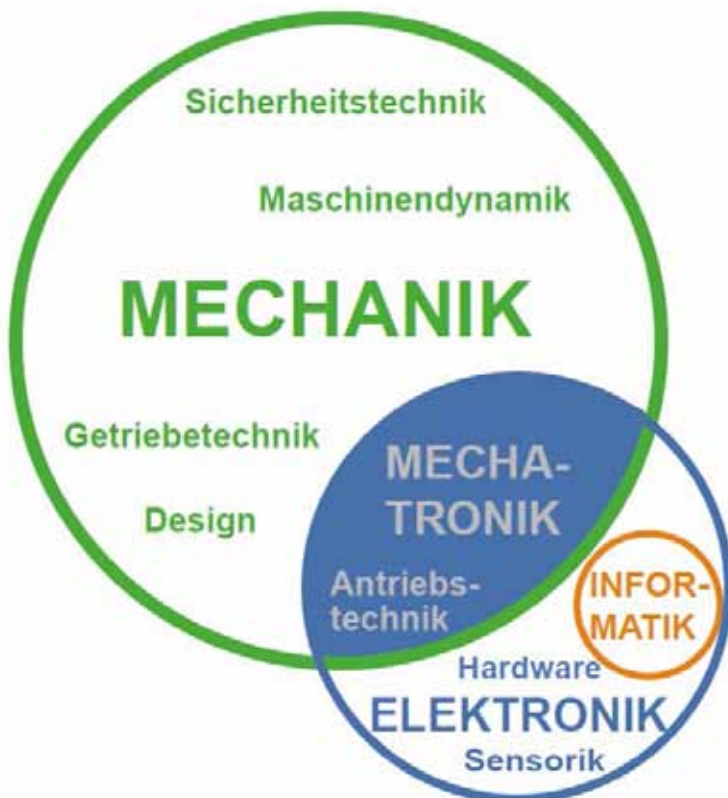 Sicherheitstechnik
Maschinendynamik
MECHANIK
Getriebetechnik
Design
MECHA-
TRONIK
Antriebs-
technik
INFOR-
MATIK
Hardware
ELEKTRONIK
Sensorik